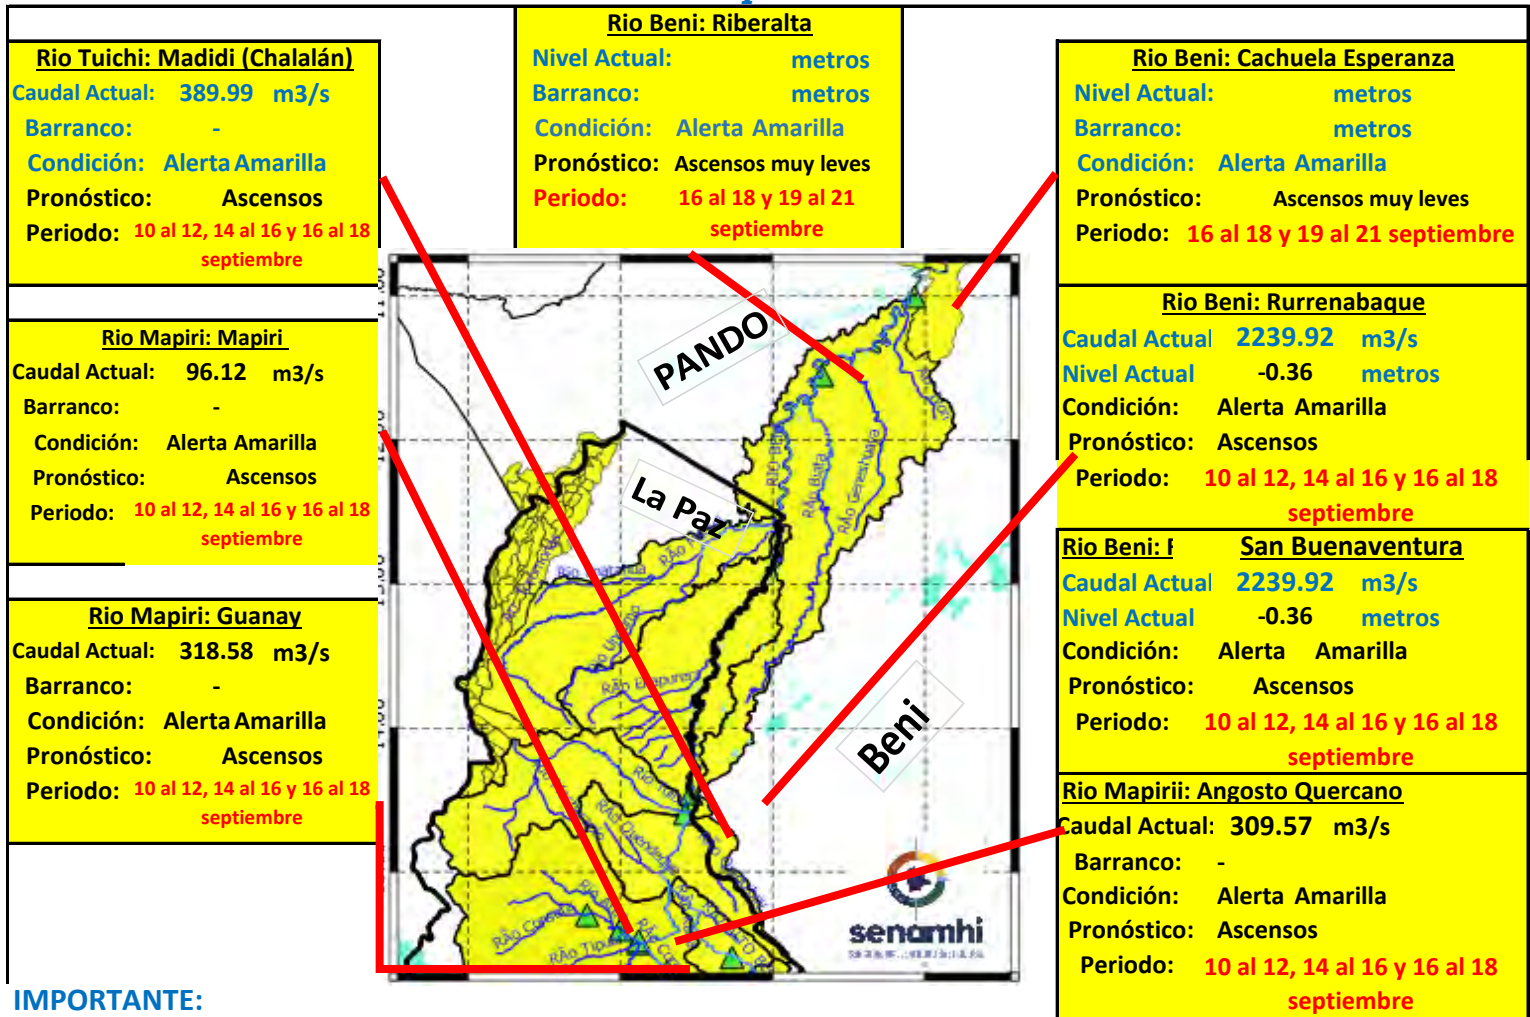 Rio Tuichi: Madidi (Chalalán)
Caudal Actual: 389.99 m3/s
Barranco: -
Condición: Alerta Amarilla
Pronóstico: Ascensos
Periodo: 10 al 12, 14 al 16 y 16 al 18
septiembre
Rio Mapiri: Mapiri
Caudal Actual: 96.12 m3/s
Barranco: -
Condición: Alerta Amarilla
Pronóstico: Ascensos
Periodo: 10 al 12, 14 al 16 y 16 al 18
septiembre
Rio Mapiri: Guanay
Caudal Actual: 318.58 m3/s
Barranco: -
Condición: Alerta Amarilla
Pronóstico: Ascensos
Periodo: 10 al 12, 14 al 16 y 16 al 18
septiembre
Rio Beni: Riberalta
Nivel Actual: metros
Barranco: metros
Condición: Alerta Amarilla
Pronóstico: Ascensos muy leves
Periodo: 16 al 18 y 19 al 21
septiembre
PANDO
La Paz
Beni
RÃo Biata
RÃo Geneshuaya
senamhi
Rio Beni: Cachuela Esperanza
Nivel Actual: metros
Barranco: metros
Condición: Alerta Amarilla
Pronóstico: Ascensos muy leves
Periodo: 16 al 18 y 19 al 21 septiembre
Rio Beni: Rurrenabaque
Caudal Actual 2239.92 m3/s
Nivel Actual -0.36 metros
Condición: Alerta Amarilla
Pronóstico: Ascensos
Periodo: 10 al 12, 14 al 16 y 16 al 18
septiembre
Rio Beni: San Buenaventura
Caudal Actual 2239.92 m3/s
Nivel Actual -0.36 metros
Condición: Alerta Amarilla
Pronóstico: Ascensos
Periodo: 10 al 12, 14 al 16 y 16 al 18
septiembre
Rio Mapirii: Angosto Quercano
Caudal Actual: 309.57 m3/s
Barranco: -
Condición: Alerta Amarilla
Pronóstico: Ascensos
Periodo: 10 al 12, 14 al 16 y 16 al 18
septiembre
IMPORTANTE: